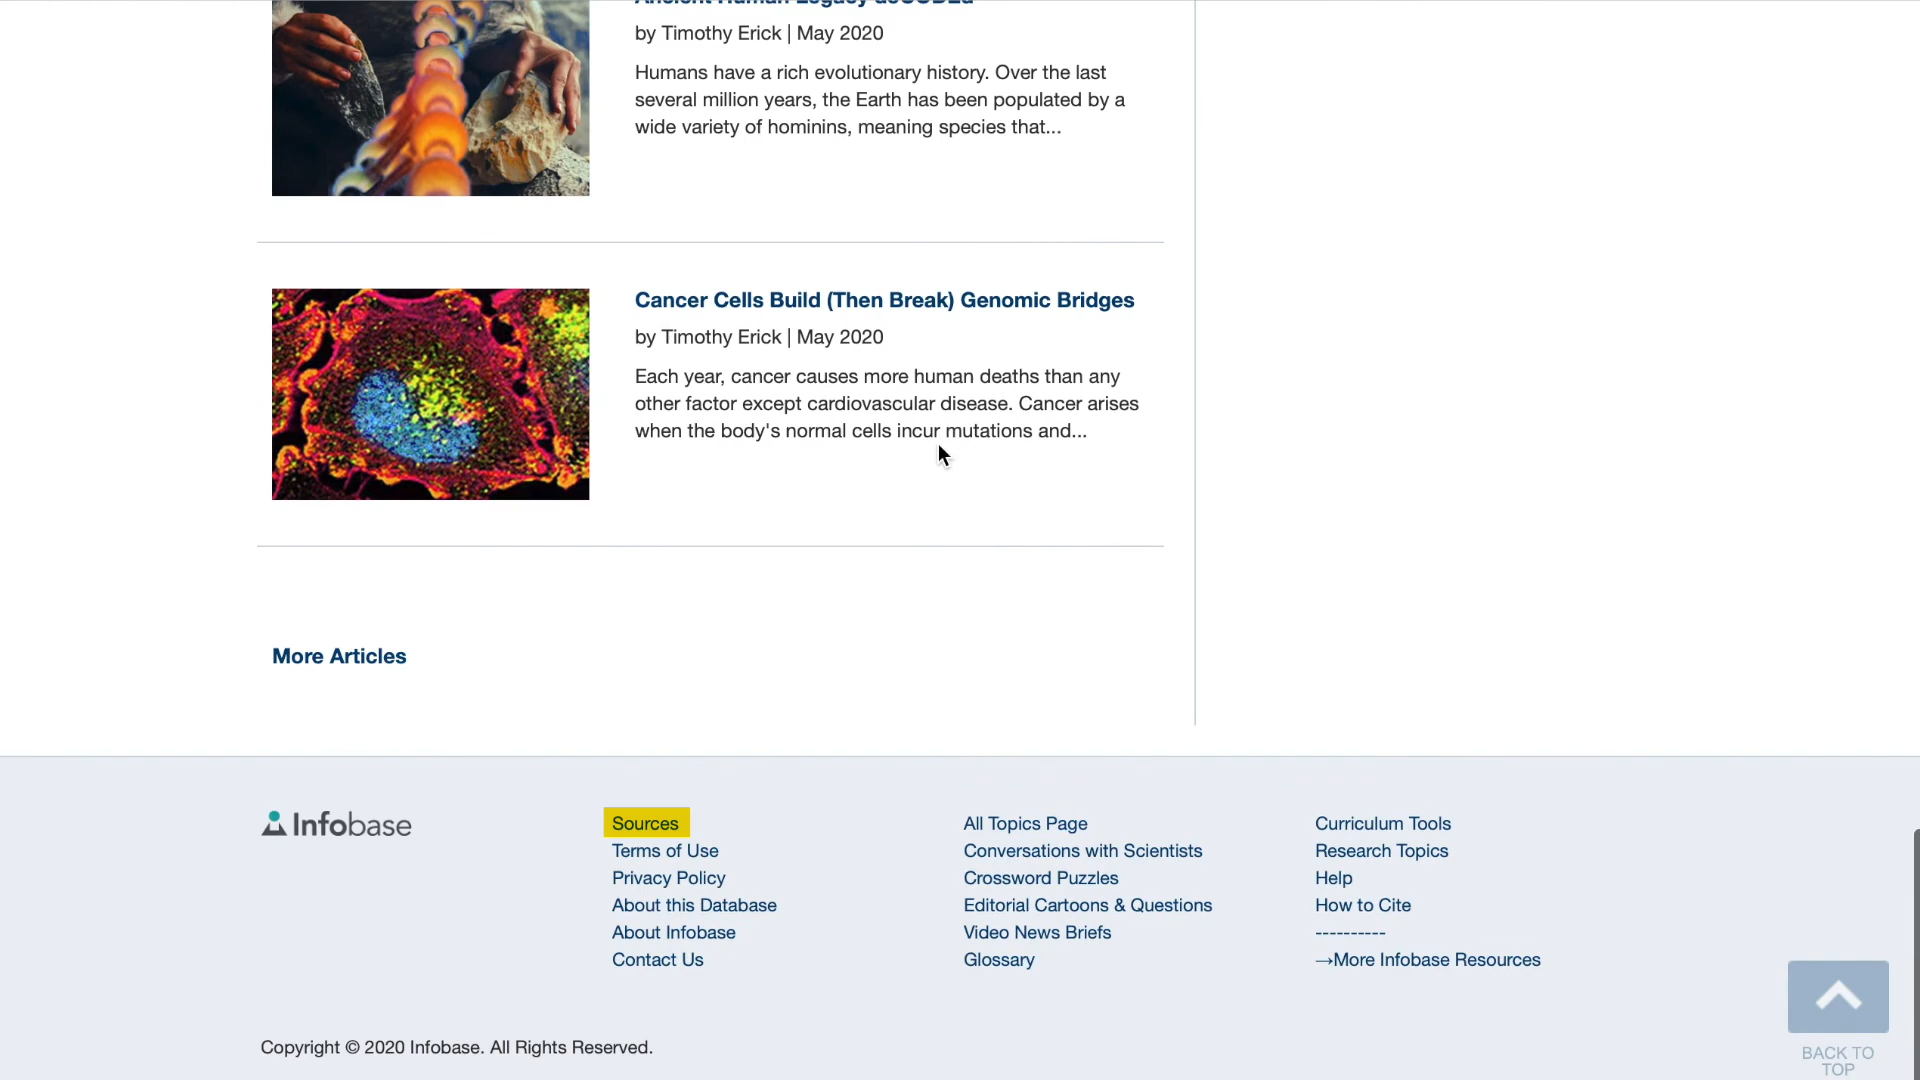 by Timothy Erick | May 2020
Humans have a rich evolutionary history. Over the last
several million years, the Earth has been populated by a
wide variety of hominins, meaning species that...
Cancer Cells Build (Then Break) Genomic Bridges
by Timothy Erick | May 2020
Each year, cancer causes more human deaths than any
other factor except cardiovascular disease. Cancer arises
when the body's normal cells incur mutations and...
More Articles
Infobase
Sources
Terms of Use
Privacy Policy
About this Database
About Infobase
Contact Us
All Topics Page
Conversations with Scientists
Crossword Puzzles
Editorial Cartoons & Questions
Video News Briefs
Glossary
Curriculum Tools
Research Topics
Help
How to Cite
----------
→More Infobase Resources
BACK TO
TOP
Copyright © 2020 Infobase. All Rights Reserved.